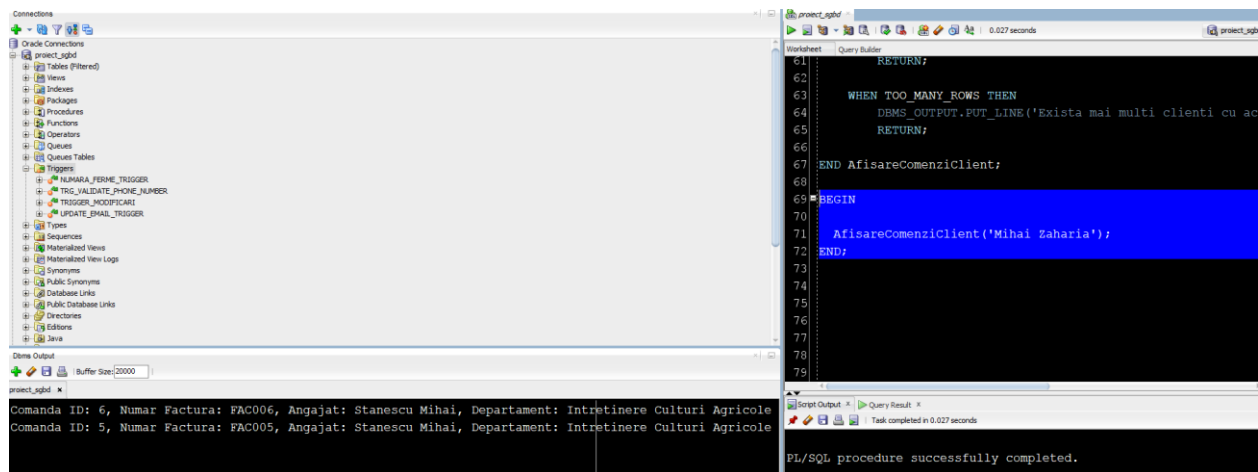 Connections
Oracle Connections
proiect_sgbd
Tables (Filtered)
Views
Indexes
Packages
Procedures
Functions
Operators
Queues
Queues Tables
Triggers
NUMARA_FERME_TRIGGER
TRG_VALIDATE_PHONE_NUMBER
TRIGGER_MODIFICARI
UPDATE_EMAIL_TRIGGER
Types
Sequences
Materialized Views
Materialized View Logs
Synonyms
Public Synonyms
Database Links
Public Database Links
Directories
Editions
Java
Dbms Output
Buffer Size: 20000
proiect_sgbd
Comanda ID: 6, Numar Factura: FAC006, Angajat: Stanescu Mihai, Departament: Intretinere Culturi Agricole
Comanda ID: 5, Numar Factura: FAC005, Angajat: Stanescu Mihai, Departament: Intretinere Culturi Agricole
proiect_sgbd
0.027 seconds
proiect_sgb
Worksheet Query Builder
61 RETURN;
62
63 WHEN TOO_MANY_ROWS THEN
64 DBMS_OUTPUT.PUT_LINE('Exista mai multi clienti cu ac
65 RETURN;
66
67 END AfisareComenziClient;
68
69 BEGIN
70
71 AfisareComenziClient('Mihai Zaharia');
72 END;
73
74
75
76
77
78
79
Script Output Query Result
Task completed in 0.027 seconds
PL/SQL procedure successfully completed.